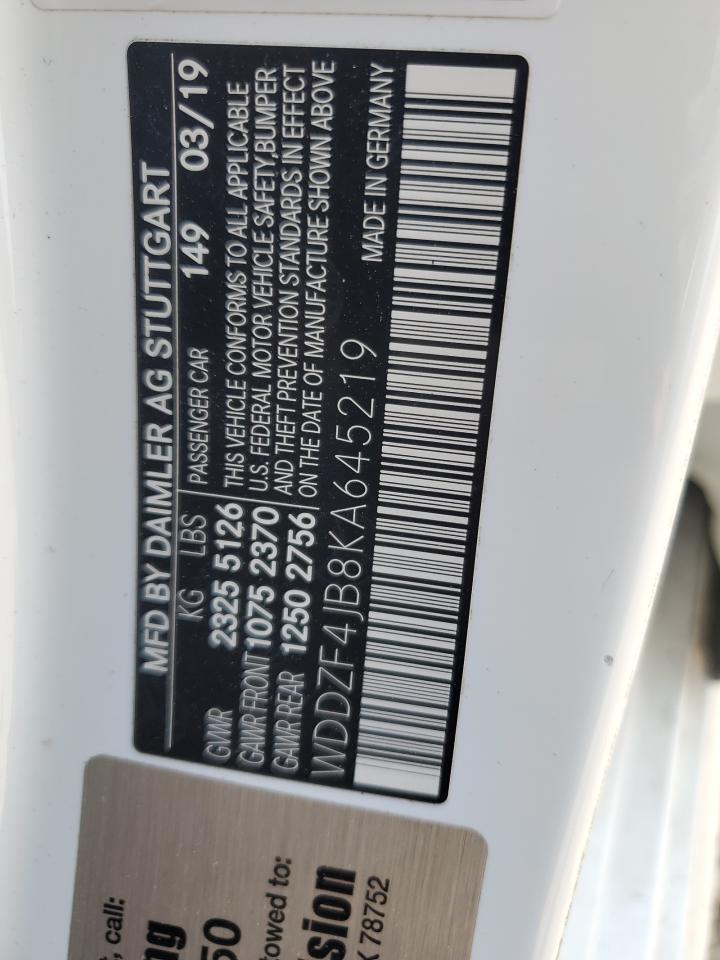 MFD BY DAIMLER AG STUTTGART
KG LBS PASSENGER CAR 149 03/19
GVWR 2325 5126 THIS VEHICLE CONFORMS TO ALL APPLICABLE
GAWR FRONT 1075 2370 U.S. FEDERAL MOTOR VEHICLE SAFETY,BUMPER
GAWR REAR 1250 2756 AND THEFT PREVENTION STANDARDS IN EFFECT
ON THE DATE OF MANUFACTURE SHOWN ABOVE
WDDZF4JB8KA645219 MADE IN GERMANY
call:
50
towed to:
78752